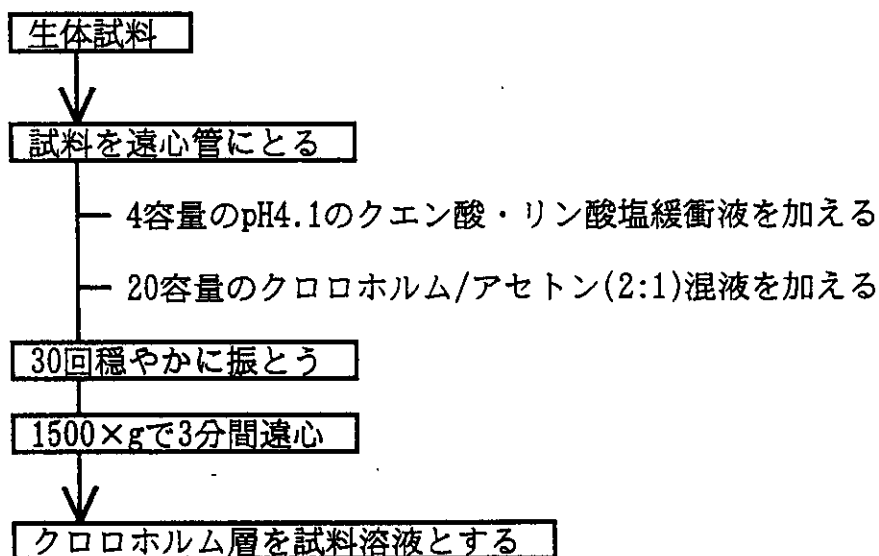 生体試料
試料を遠心管にとる
4容量のpH4.1のクエン酸・リン酸塩緩衝液を加える
20容量のクロロホルム/アセトン(2:1)混液を加える
30回穏やかに振とう
1500×gで3分間遠心
クロロホルム層を試料溶液とする